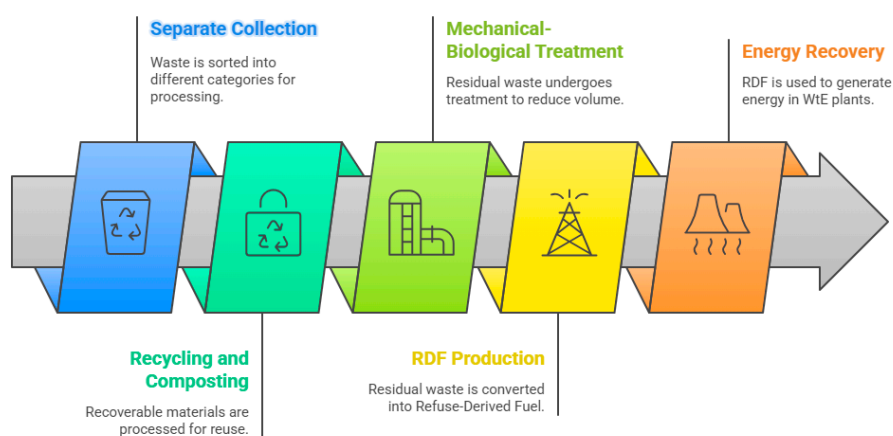 Separate Collection
Waste is sorted into
different categories for
processing.
Mechanical-
Biological Treatment
Residual waste undergoes
treatment to reduce volume.
Energy Recovery
RDF is used to generate
energy in WtE plants.
Recycling and
Composting
Recoverable materials are
processed for reuse.
RDF Production
Residual waste is converted
into Refuse-Derived Fuel.